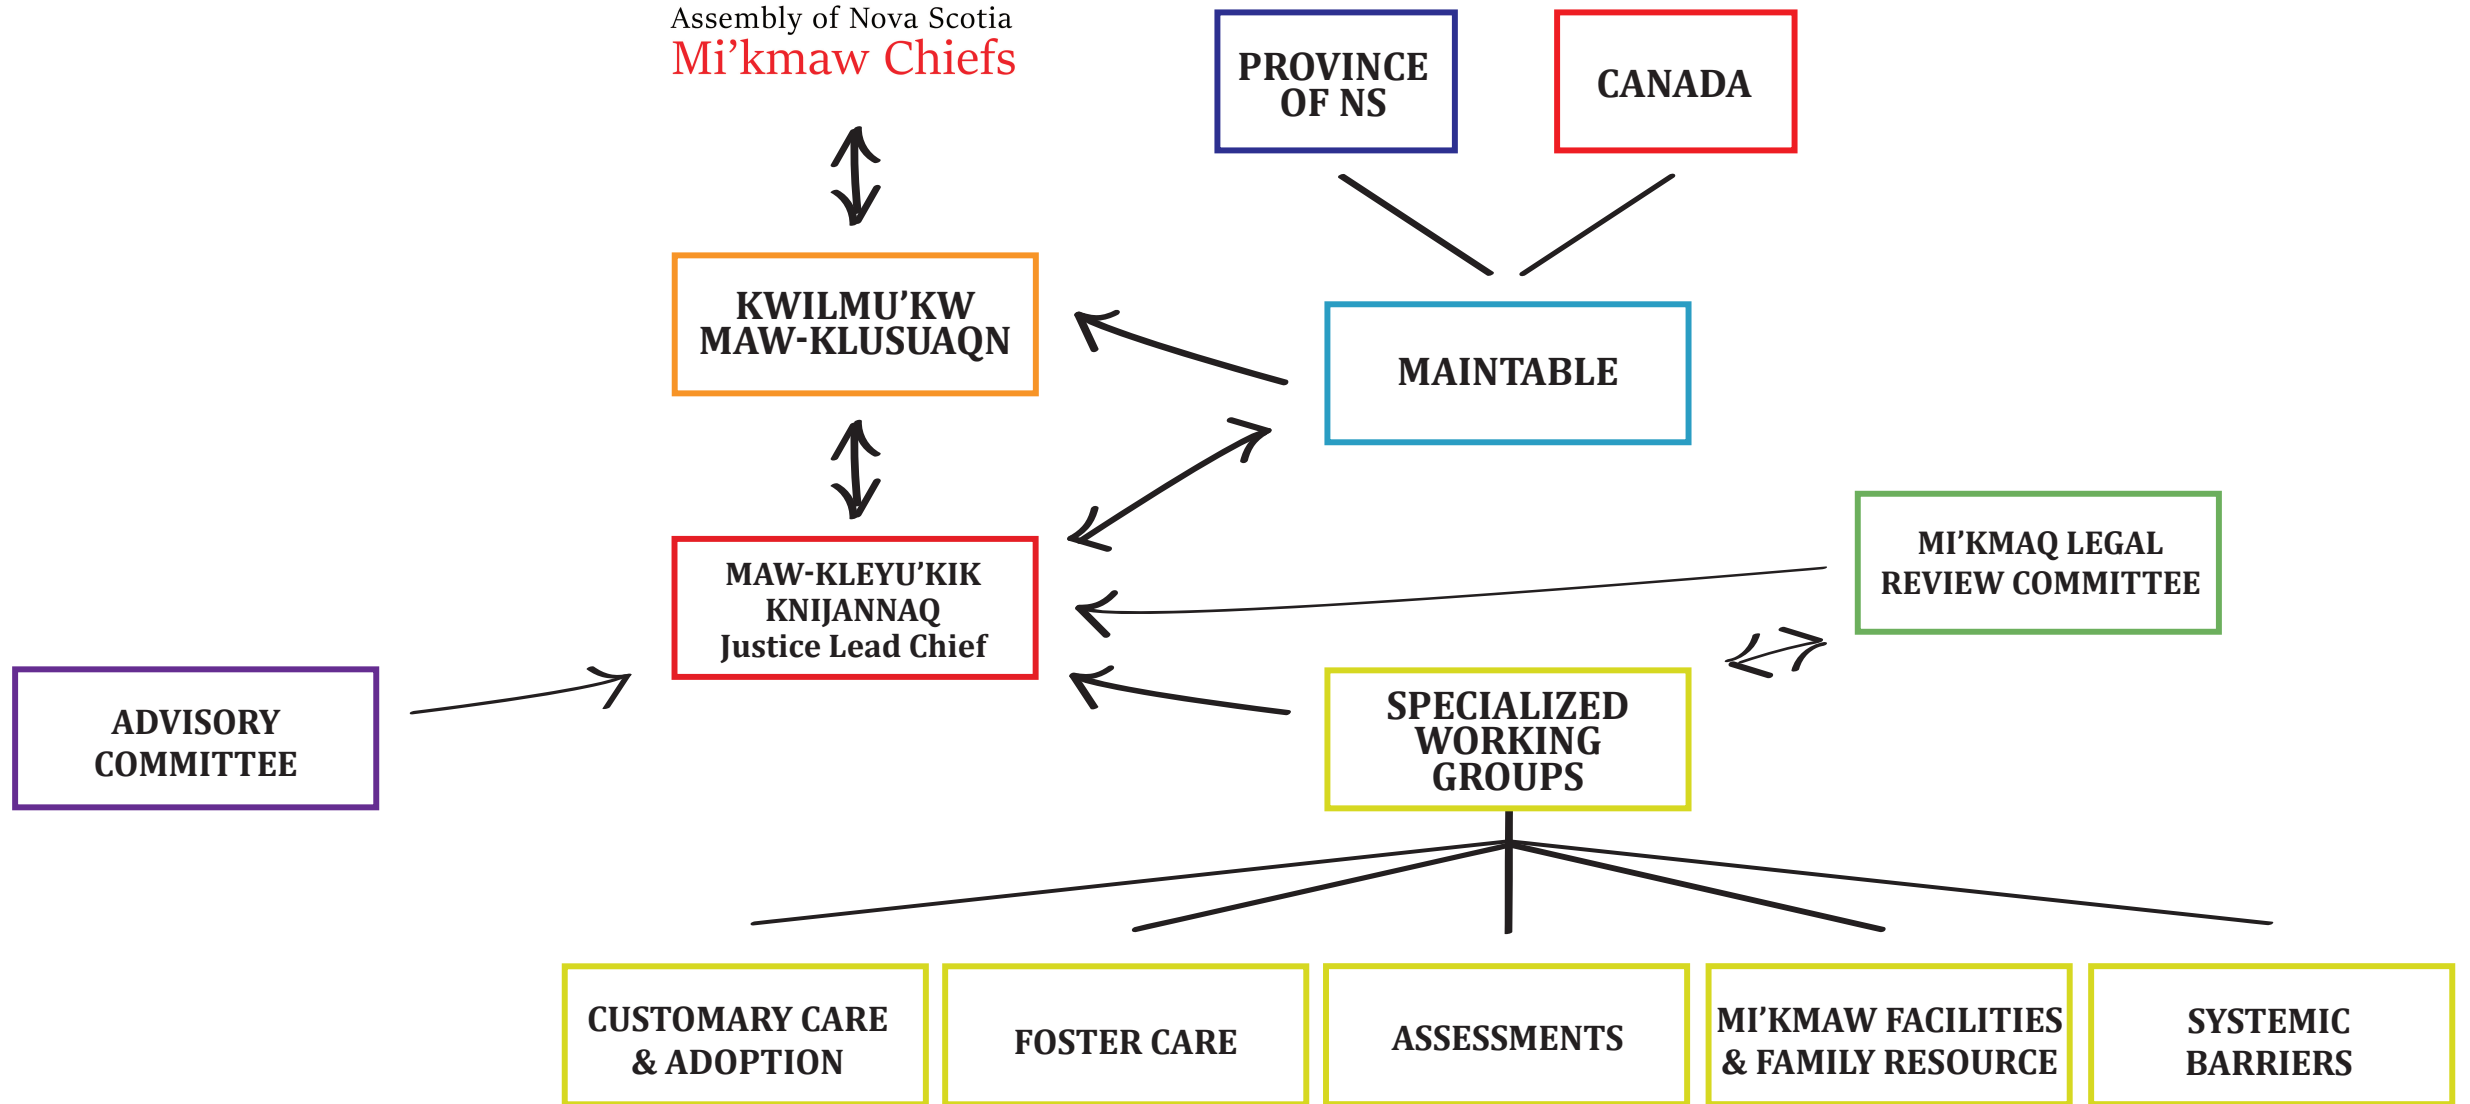 Assembly of Nova Scotia
Mi’kmaw Chiefs
PROVINCE
OF NS
CANADA
KWILMU’KW
MAW-KLUSUAQN
MAINTABLE
MAW-KLEYU’KIK
KNIJANNAQ
Justice Lead Chief
MI’KMAQ LEGAL
REVIEW COMMITTEE
ADVISORY
COMMITTEE
SPECIALIZED
WORKING
GROUPS
CUSTOMARY CARE
& ADOPTION
FOSTER CARE
ASSESSMENTS
MI’KMAW FACILITIES
& FAMILY RESOURCE
SYSTEMIC
BARRIERS